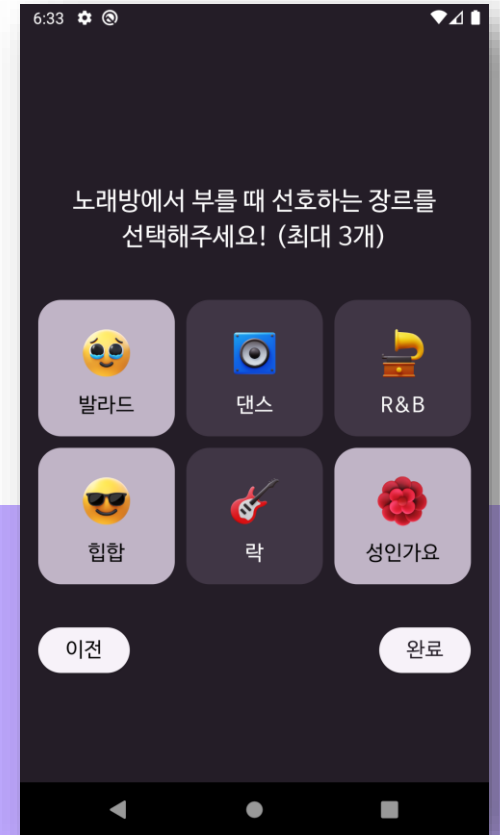 6:33
노래방에서 부를 때 선호하는 장르를
선택해주세요! (최대 3개)
발라드
댄스
R&B
힙합
락
성인가요
이전
완료